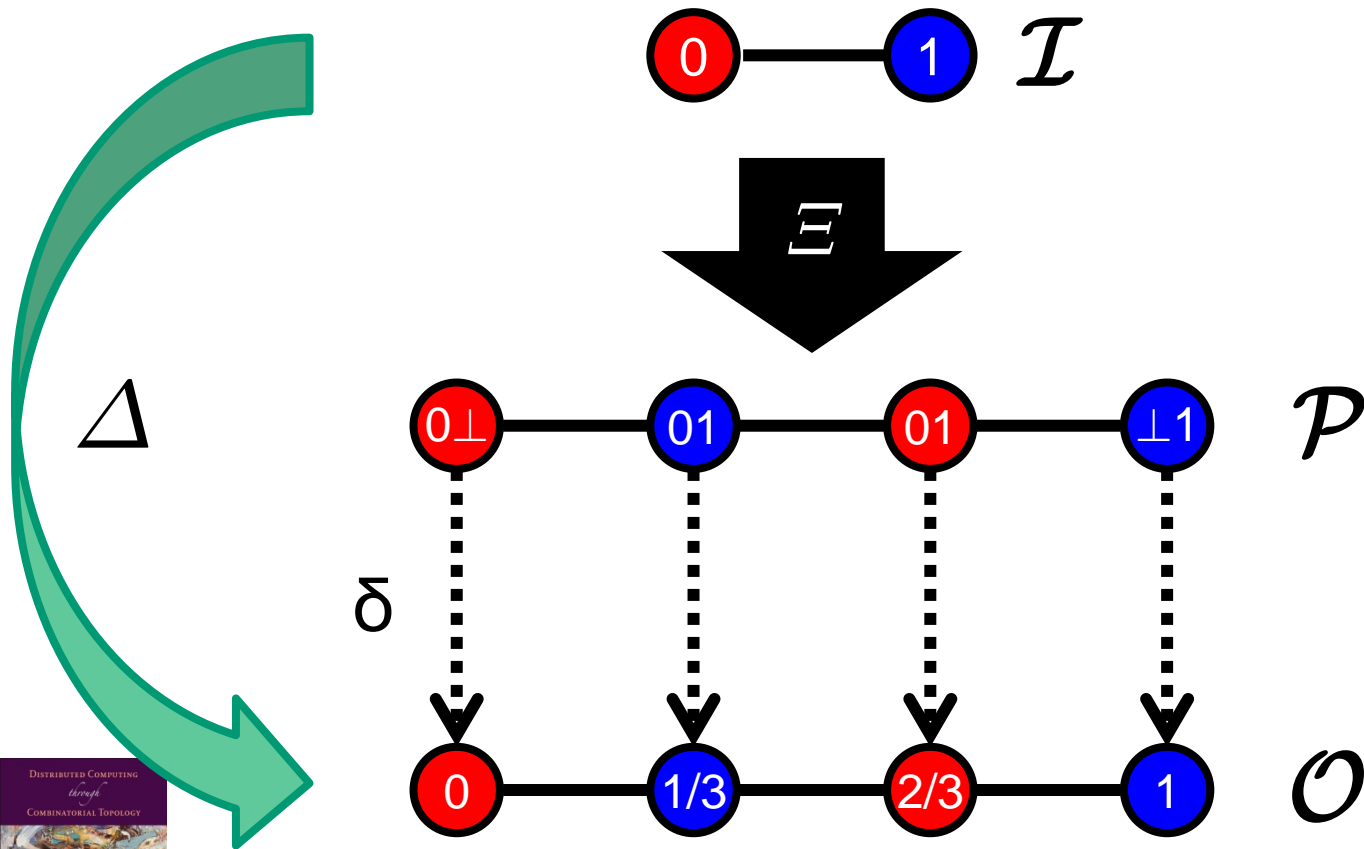 0 1 ℐ
Ξ
Δ
0⊥ 01 01 ⊥1 𝒫
δ
0 1/3 2/3 1 𝒪
DISTRIBUTED COMPUTING
through
COMBINATORIAL TOPOLOGY